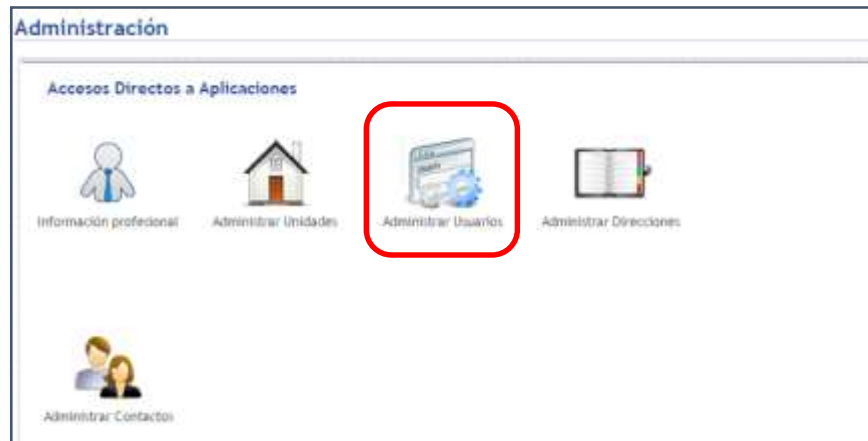 Administración
Accesos Directos a Aplicaciones
Información profesional
Administrar Unidades
Administrar Usuarios
Administrar Direcciones
Administrar Contactos